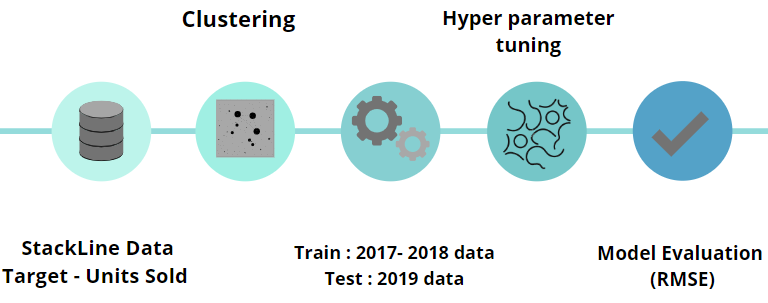 Clustering
Hyper parameter
tuning
StackLine Data
Target - Units Sold
Train : 2017- 2018 data
Test : 2019 data
Model Evaluation
(RMSE)